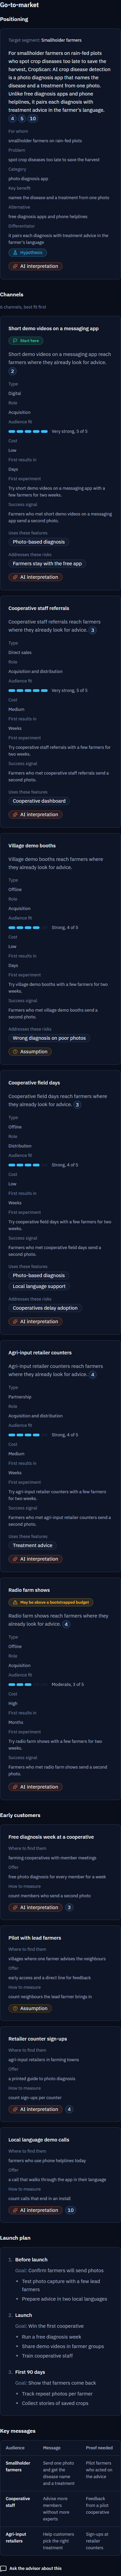 Go-to-market
Positioning
Target segment: Smallholder farmers
For smallholder farmers on rain-fed plots
who spot crop diseases too late to save the
harvest, CropScan: AI crop disease detection
is a photo diagnosis app that names the
disease and a treatment from one photo.
Unlike free diagnosis apps and phone
helplines, it pairs each diagnosis with
treatment advice in the farmer's language.
4 5 10
For whom
smallholder farmers on rain-fed plots
Problem
spot crop diseases too late to save the harvest
Category
photo diagnosis app
Key benefit
names the disease and a treatment from one photo
Alternative
free diagnosis apps and phone helplines
Differentiator
it pairs each diagnosis with treatment advice in the
farmer's language
Hypothesis
AI interpretation
Channels
6 channels, best fit first
Short demo videos on a messaging app
Start here
Short demo videos on a messaging app reach
farmers where they already look for advice.
2
Type
Digital
Role
Acquisition
Audience fit
Very strong, 5 of 5
Cost
Low
First results in
Days
First experiment
Try short demo videos on a messaging app with a
few farmers for two weeks.
Success signal
Farmers who met short demo videos on a messaging
app send a second photo.
Uses these features
Photo-based diagnosis
Addresses these risks
Farmers stay with the free app
AI interpretation
Cooperative staff referrals
Cooperative staff referrals reach farmers
where they already look for advice. 3
Type
Direct sales
Role
Acquisition and distribution
Audience fit
Very strong, 5 of 5
Cost
Medium
First results in
Weeks
First experiment
Try cooperative staff referrals with a few farmers for
two weeks.
Success signal
Farmers who met cooperative staff referrals send a
second photo.
Uses these features
Cooperative dashboard
AI interpretation
Village demo booths
Village demo booths reach farmers where
they already look for advice.
Type
Offline
Role
Acquisition
Audience fit
Strong, 4 of 5
Cost
Low
First results in
Days
First experiment
Try village demo booths with a few farmers for two
weeks.
Success signal
Farmers who met village demo booths send a
second photo.
Addresses these risks
Wrong diagnosis on poor photos
Assumption
Cooperative field days
Cooperative field days reach farmers where
they already look for advice. 3
Type
Offline
Role
Distribution
Audience fit
Strong, 4 of 5
Cost
Low
First results in
Weeks
First experiment
Try cooperative field days with a few farmers for two
weeks.
Success signal
Farmers who met cooperative field days send a
second photo.
Uses these features
Photo-based diagnosis
Local language support
Addresses these risks
Cooperatives delay adoption
AI interpretation
Agri-input retailer counters
Agri-input retailer counters reach farmers
where they already look for advice. 4
Type
Partnership
Role
Acquisition and distribution
Audience fit
Strong, 4 of 5
Cost
Medium
First results in
Weeks
First experiment
Try agri-input retailer counters with a few farmers
for two weeks.
Success signal
Farmers who met agri-input retailer counters send a
second photo.
Uses these features
Treatment advice
AI interpretation
Radio farm shows
May be above a bootstrapped budget
Radio farm shows reach farmers where they
already look for advice. 4
Type
Offline
Role
Acquisition
Audience fit
Moderate, 3 of 5
Cost
High
First results in
Months
First experiment
Try radio farm shows with a few farmers for two
weeks.
Success signal
Farmers who met radio farm shows send a second
photo.
AI interpretation
Early customers
Free diagnosis week at a cooperative
Where to find them
farming cooperatives with member meetings
Offer
free photo diagnosis for every member for a week
How to measure
count members who send a second photo
AI interpretation 3
Pilot with lead farmers
Where to find them
villages where one farmer advises the neighbours
Offer
early access and a direct line for feedback
How to measure
count neighbours the lead farmer brings in
Assumption
Retailer counter sign-ups
Where to find them
agri-input retailers in farming towns
Offer
a printed guide to photo diagnosis
How to measure
count sign-ups per counter
AI interpretation 4
Local language demo calls
Where to find them
farmers who use phone helplines today
Offer
a call that walks through the app in their language
How to measure
count calls that end in an install
AI interpretation 10
Launch plan
1. Before launch
Goal: Confirm farmers will send photos
• Test photo capture with a few lead
farmers
• Prepare advice in two local languages
2. Launch
Goal: Win the first cooperative
• Run a free diagnosis week
• Share demo videos in farmer groups
• Train cooperative staff
3. First 90 days
Goal: Show that farmers come back
• Track repeat photos per farmer
• Collect stories of saved crops
Key messages
Audience Message Proof needed
Smallholder farmers Send one photo and get the disease name and a treatment Pilot farmers who acted on the advice
Cooperative staff Advise more members without more experts Feedback from a pilot cooperative
Agri-input retailers Help customers pick the right treatment Sign-ups at retailer counters
Ask the advisor about this